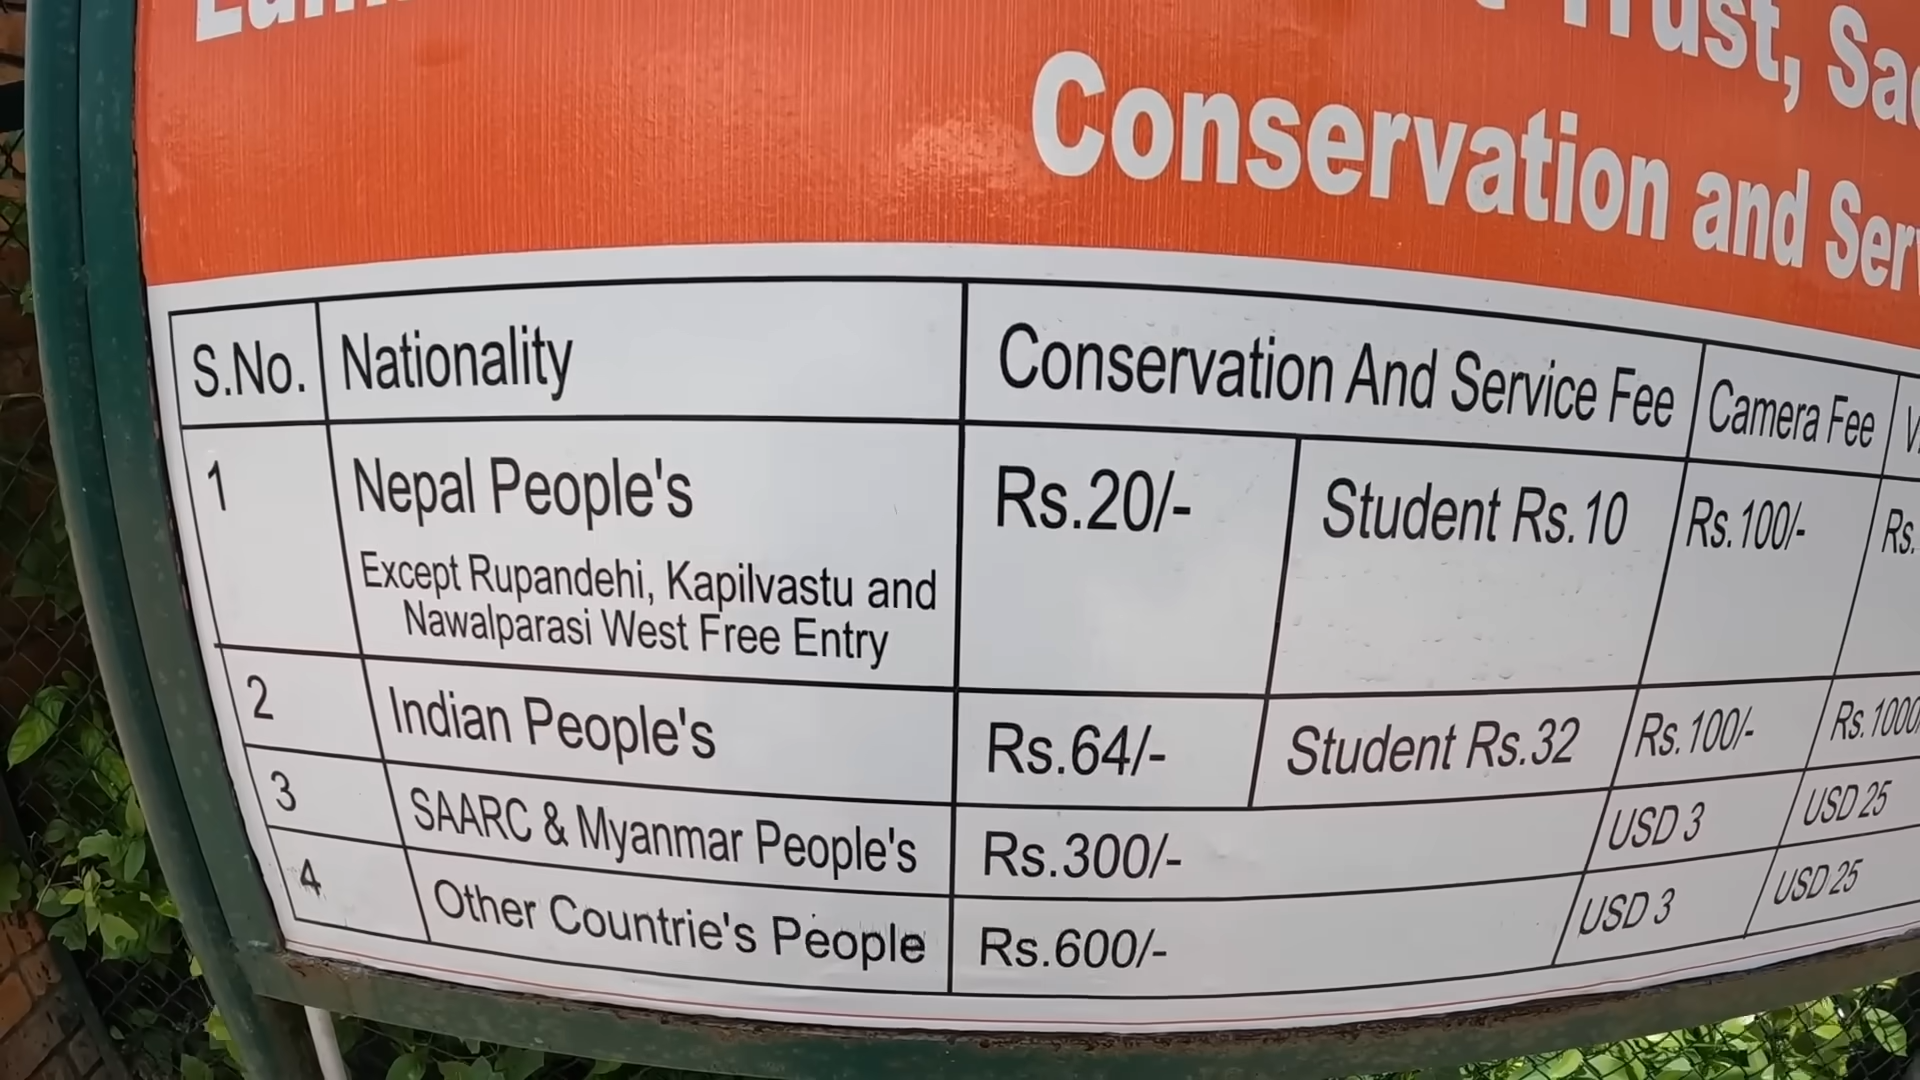 Trust,
Conservation and
S.No. Nationality Conservation And Service Fee Camera Fee
1 Nepal People's Rs.20/- Student Rs.10 Rs.100/- Rs.
Except Rupandehi, Kapilvastu and
Nawalparasi West Free Entry
2 Indian People's Rs.64/- Student Rs.32 Rs.100/- Rs.1000
3 SAARC & Myanmar People's Rs.300/- USD 3 USD 25
4 Other Countrie's People Rs.600/- USD 3 USD 25